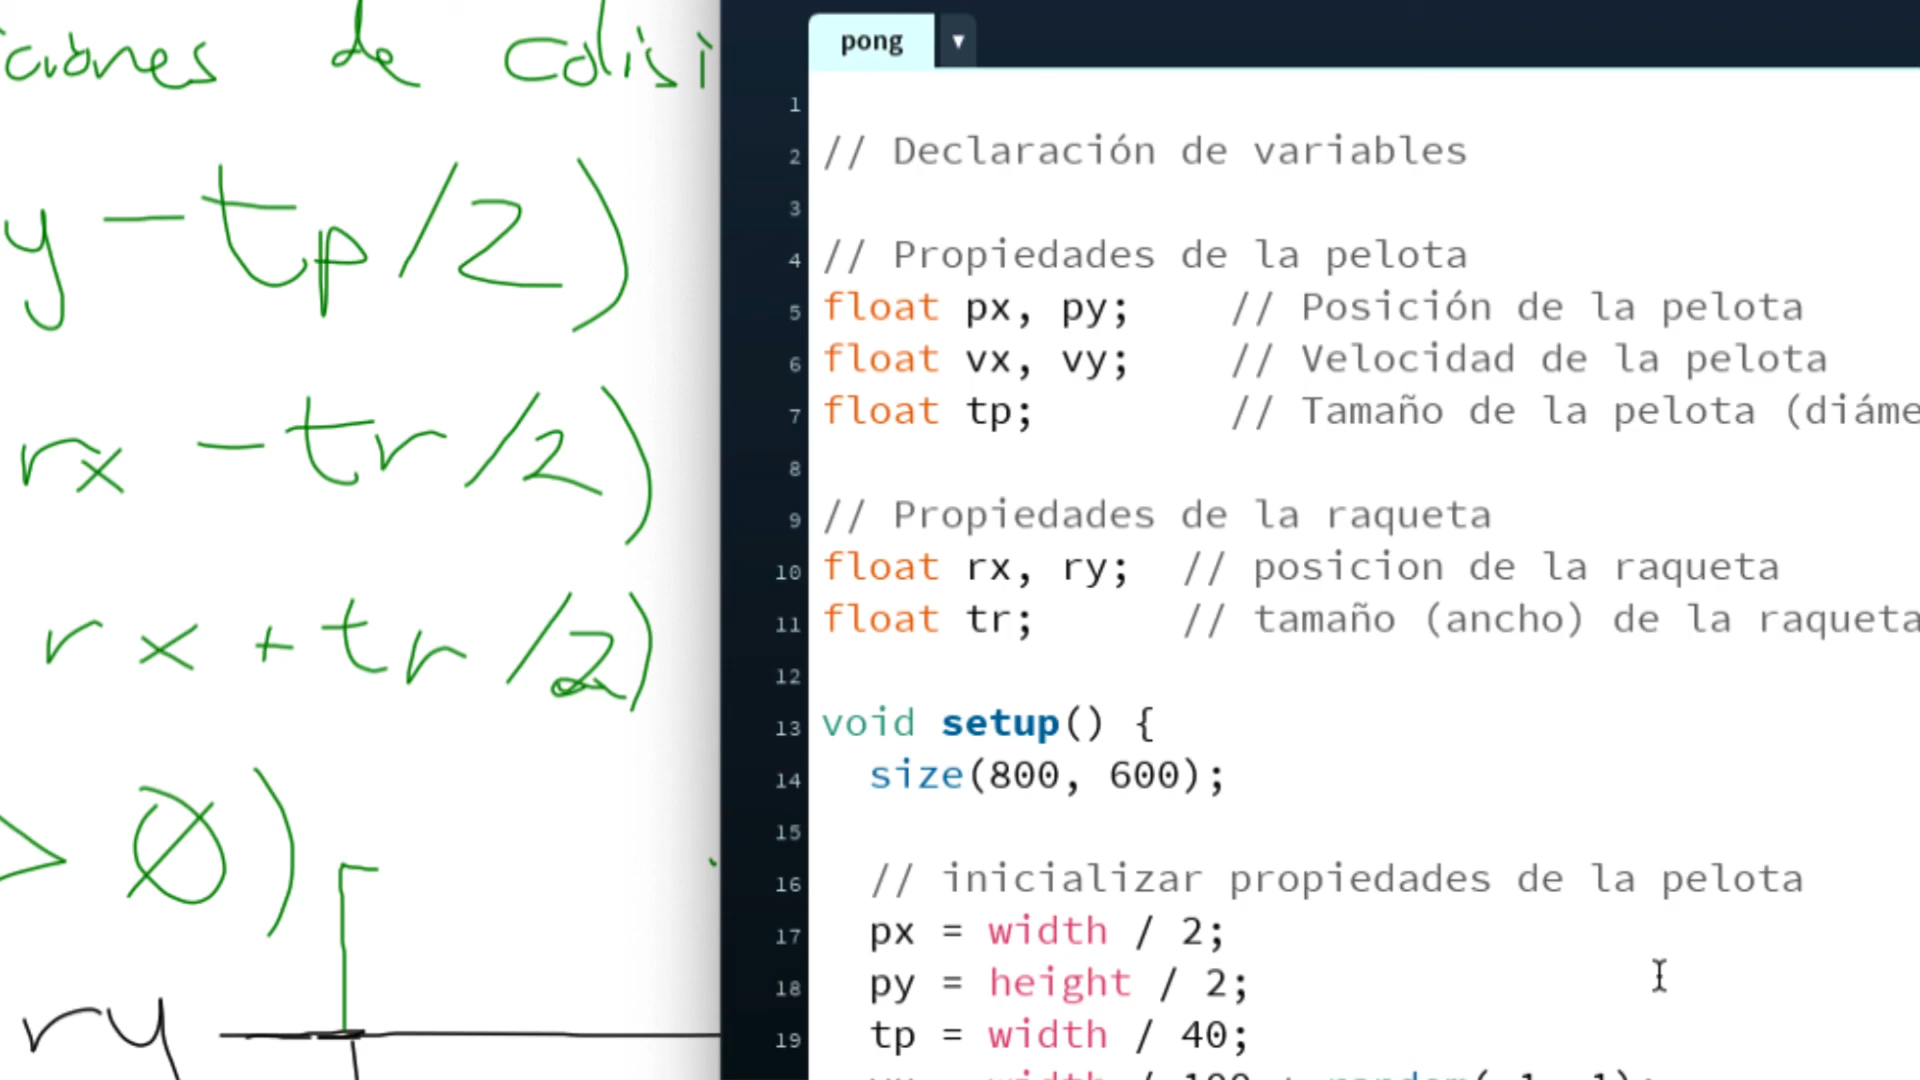 ciones de colisi
y - tp/2)
rx - tr/2)
rx + tr/2)
> 0)
ry
pong
1
2 // Declaración de variables
3
4 // Propiedades de la pelota
5 float px, py; // Posición de la pelota
6 float vx, vy; // Velocidad de la pelota
7 float tp; // Tamaño de la pelota (diáme
8
9 // Propiedades de la raqueta
10 float rx, ry; // posicion de la raqueta
11 float tr; // tamaño (ancho) de la raqueta
12
13 void setup() {
14 size(800, 600);
15
16 // inicializar propiedades de la pelota
17 px = width / 2;
18 py = height / 2;
19 tp = width / 40;